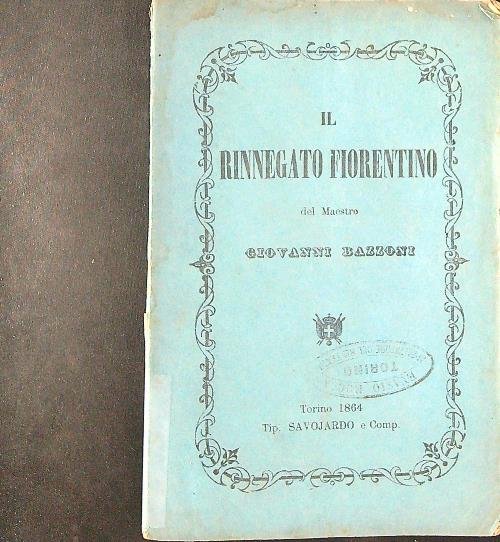 IL
RINNEGATO FIORENTINO
del Maestro
GIOVANNI BAZZONI
TORINO
Torino 1864
Tip. SAVOJARDO e Comp.